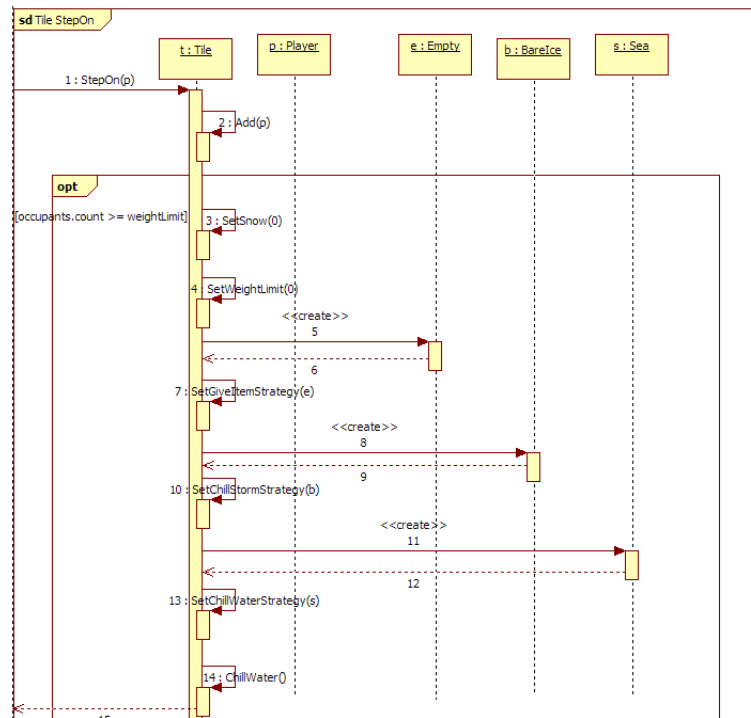 sd Tile StepOn
t : Tile
p : Player
e : Empty
b : BareIce
s : Sea
1 : StepOn(p)
2 : Add(p)
opt
[occupants.count >= weightLimit]
3 : SetSnow(0)
4 : SetWeightLimit(0)
<<create>>
5
6
7 : SetGiveItemStrategy(e)
<<create>>
8
9
10 : SetChillStormStrategy(b)
<<create>>
11
12
13 : SetChillWaterStrategy(s)
14 : ChillWater()
15